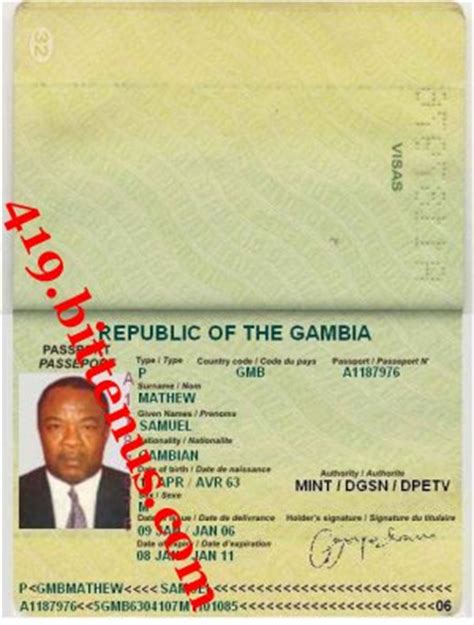 32
VISAS
419.bittenus.com
REPUBLIC OF THE GAMBIA
PASSPORT
PASSEPORT
Type / Type Country code / Code du pays Passport / Passeport N°
P GMB A1187976
Surname / Nom
MATHEW
Given Names / Prenoms
SAMUEL
Nationality / Nationalite
GAMBIAN
Date of birth / Date de naissance
APR / AVR 63
Authority / Authorite
Sex / Sexe
MINT / DGSN / DPETV
M
Date of issue / Date de delivrance Holder's signature / Signature du titulaire
09 JAN / JAN 06
Date of expiry / Date d'expiration
08 JAN / JAN 11
P<GMBMATHEW<<SAMUEL<<<<<<<<<<<<<<<
A1187976<<5GMB6304107M1101085<<<<<<06